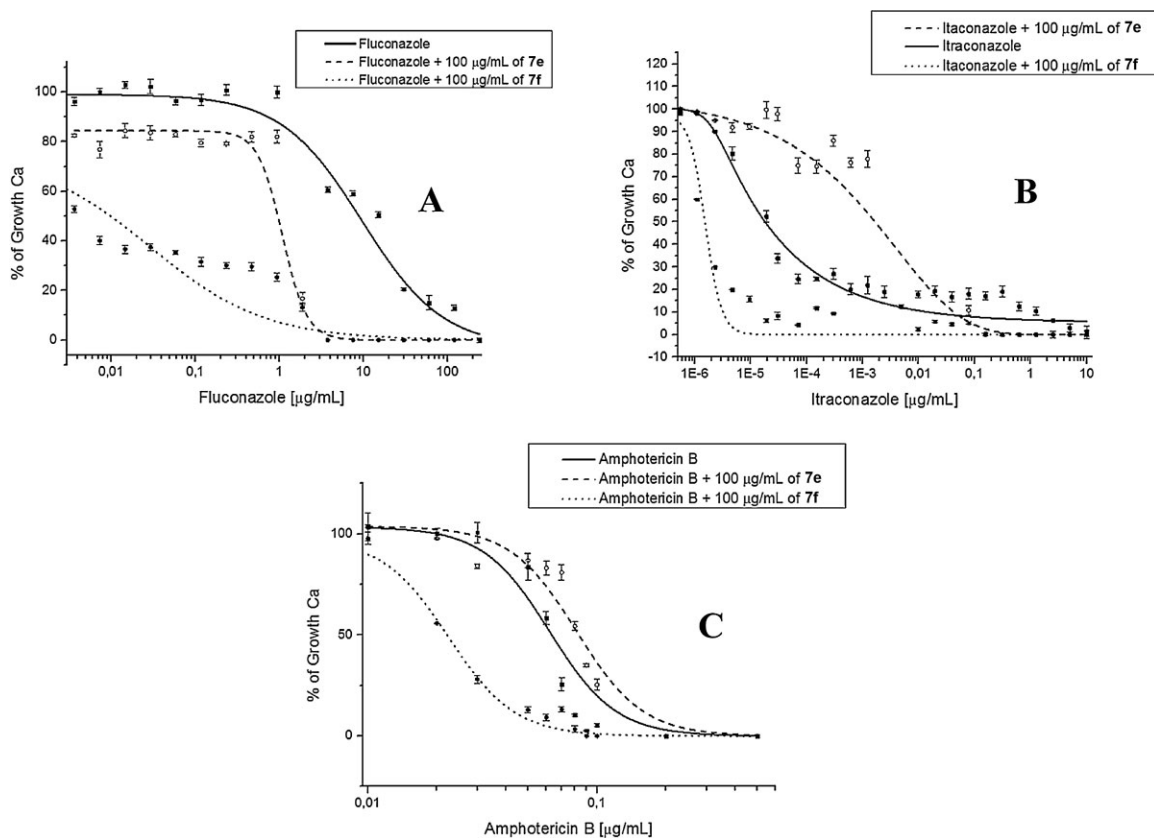 Fluconazole
Fluconazole + 100 µg/mL of 7e
Fluconazole + 100 µg/mL of 7f
100
80
60
40
20
0
% of Growth Ca
A
0,01 0,1 1 10 100
Fluconazole [µg/mL]
Itaconazole + 100 µg/mL of 7e
Itraconazole
Itaconazole + 100 µg/mL of 7f
120
110
100
90
80
70
60
50
40
30
20
10
0
-10
% of Growth Ca
B
1E-6 1E-5 1E-4 1E-3 0,01 0,1 1 10
Itraconazole [µg/mL]
Amphotericin B
Amphotericin B + 100 µg/mL of 7e
Amphotericin B + 100 µg/mL of 7f
100
50
0
% of Growth Ca
C
0,01 0,1
Amphotericin B [µg/mL]